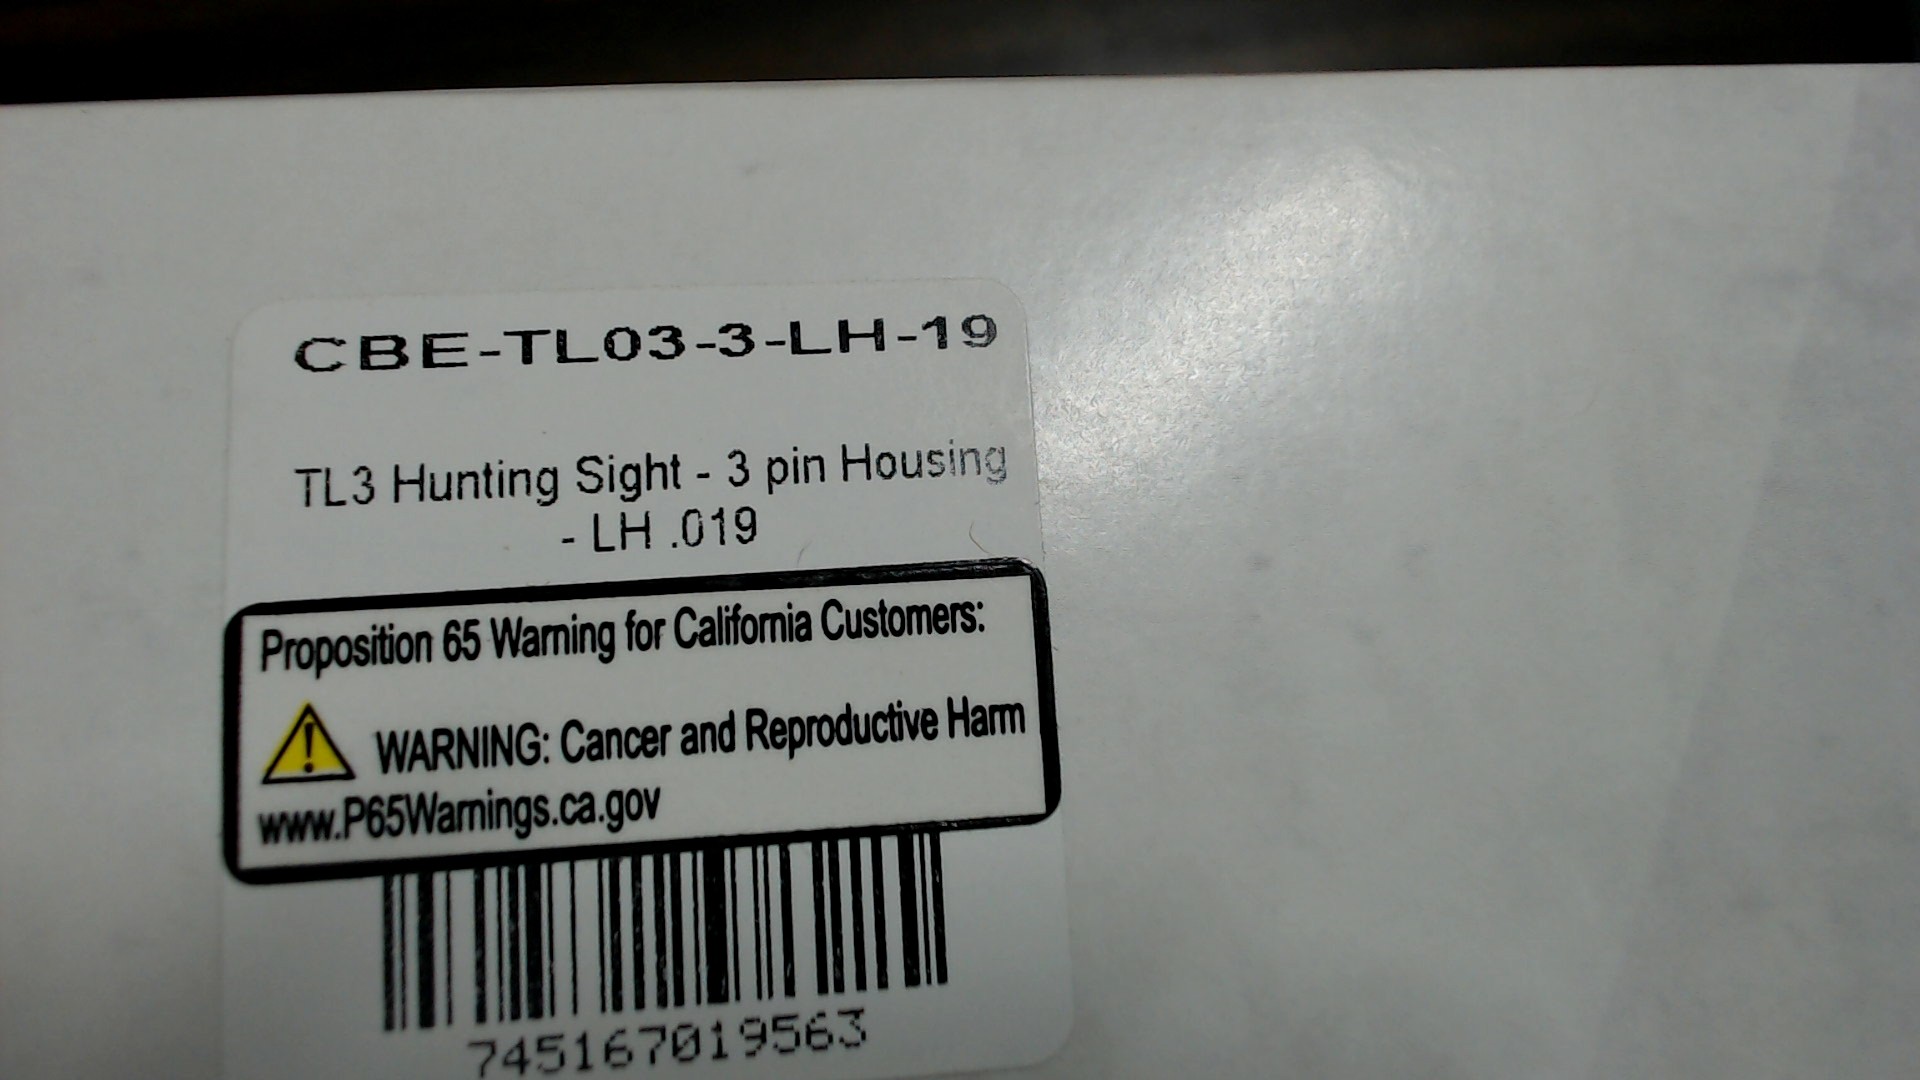 CBE-TL03-3-LH-19
TL3 Hunting Sight - 3 pin Housing
- LH .019
Proposition 65 Warning for California Customers:
WARNING: Cancer and Reproductive Harm
www.P65Warnings.ca.gov
745167019563